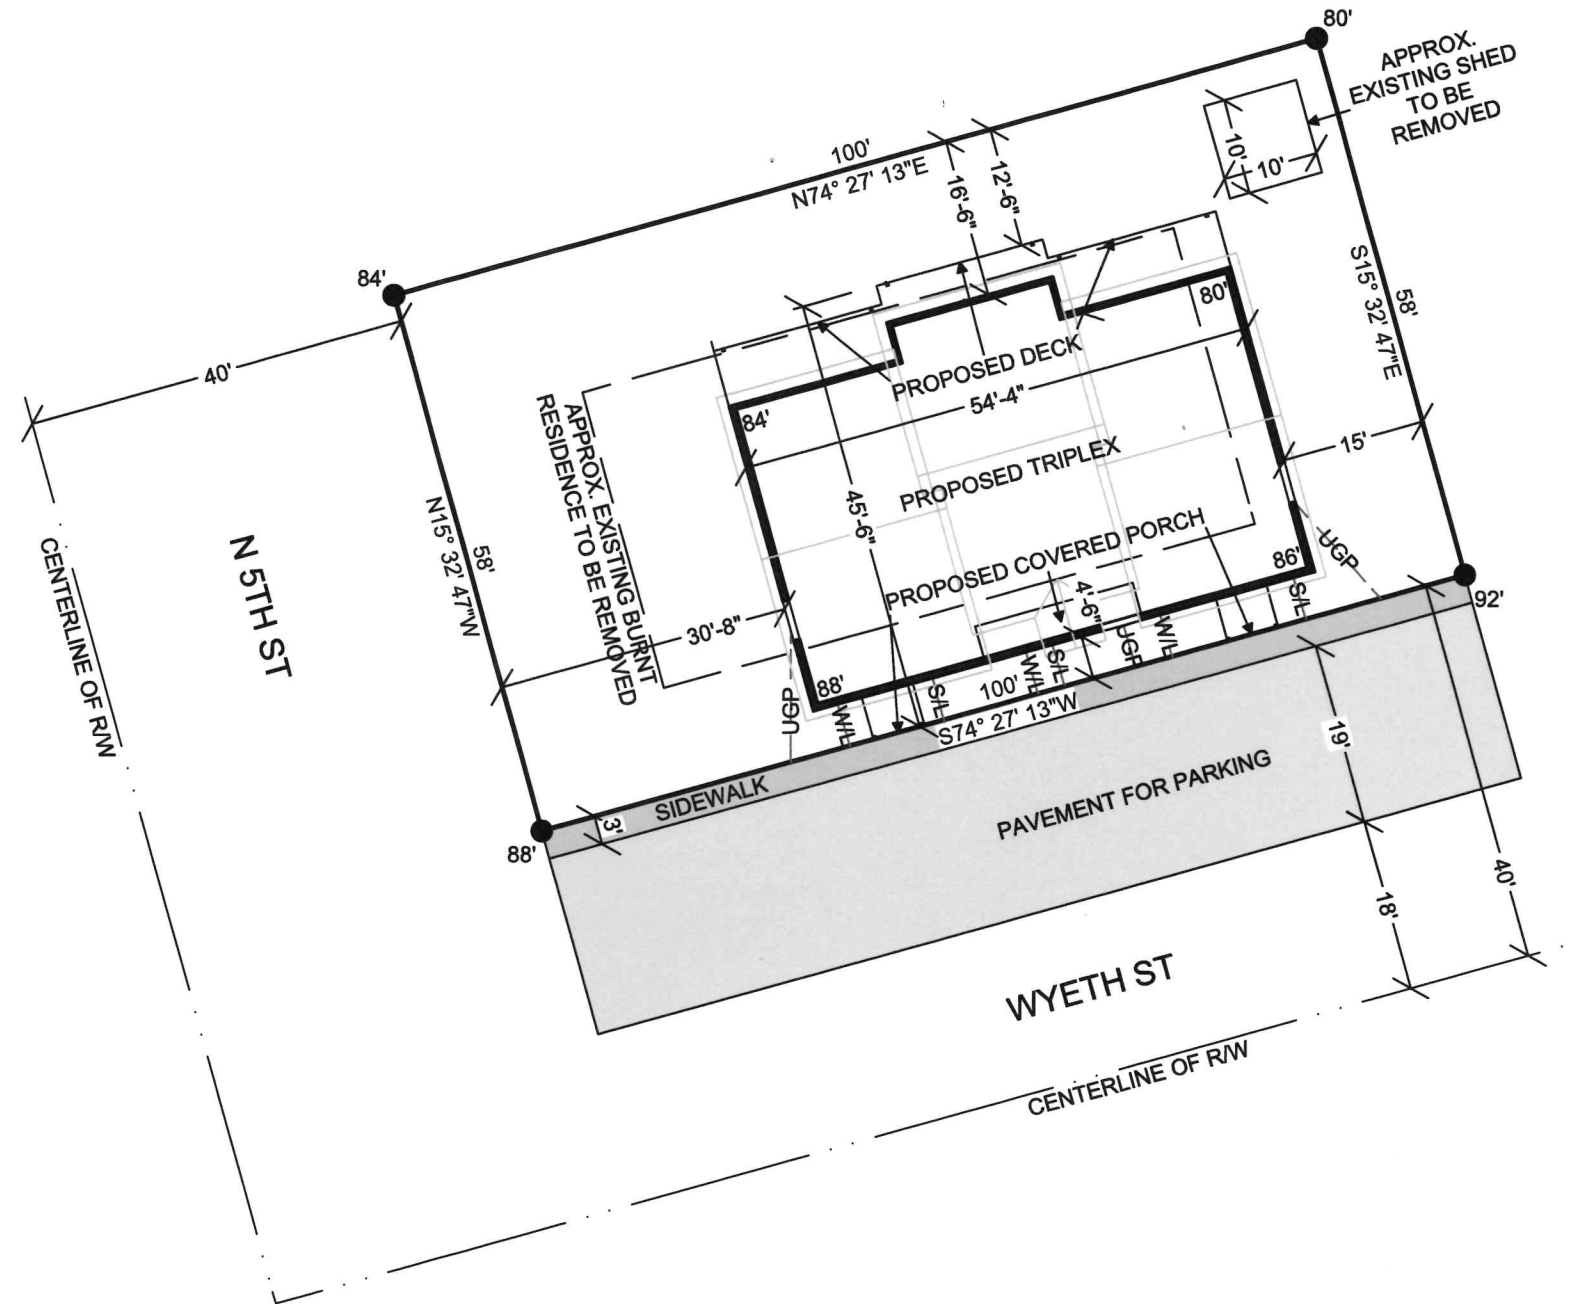 80'
APPROX.
EXISTING SHED
TO BE
REMOVED
100'
N74° 27' 13"E
10'
10'
16'-6"
12'-6"
84'
40'
S15° 32' 47"E
58'
80'
PROPOSED DECK
54'-4"
84'
APPROX. EXISTING BURNT
RESIDENCE TO BE REMOVED
PROPOSED TRIPLEX
15'
45'-6"
N15° 32' 47"W
58'
N 5TH ST
CENTERLINE OF R/W
PROPOSED COVERED PORCH
86'
UGP
92'
4'-6"
30'-8"
88'
UGP
W/L
S/L
W/L
S/L
UGP
W/L
S/L
100'
S74° 27' 13"W
SIDEWALK
3'
88'
PAVEMENT FOR PARKING
19'
18'
40'
WYETH ST
CENTERLINE OF R/W